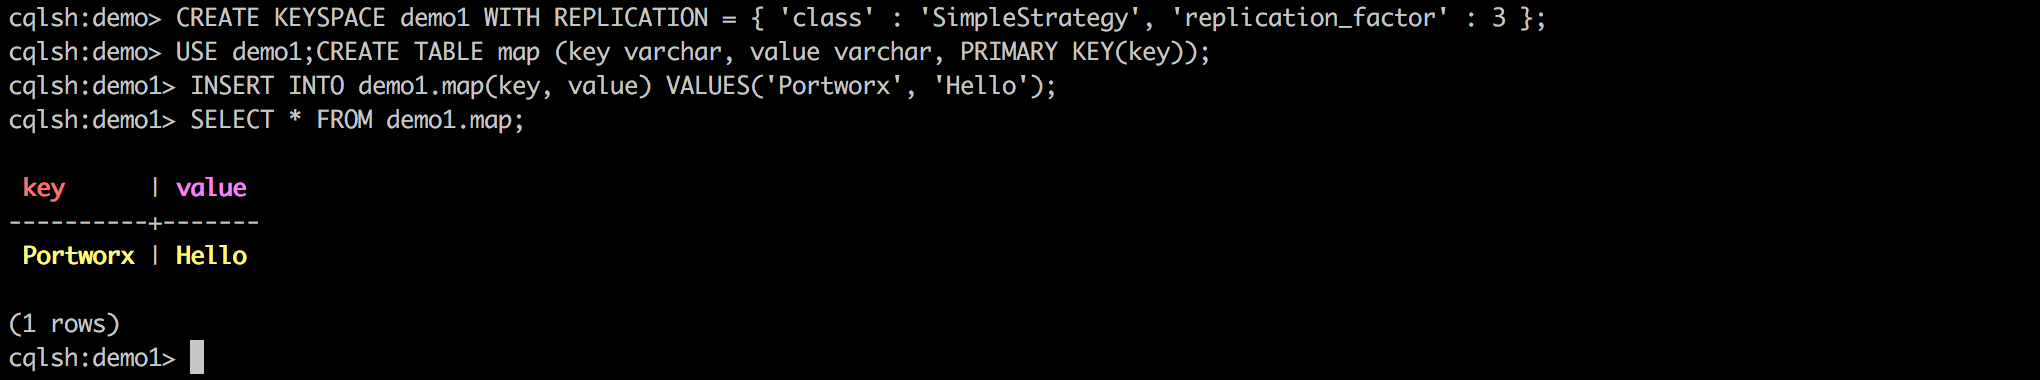 cqlsh:demo> CREATE KEYSPACE demo1 WITH REPLICATION = { 'class' : 'SimpleStrategy', 'replication_factor' : 3 };
cqlsh:demo> USE demo1;CREATE TABLE map (key varchar, value varchar, PRIMARY KEY(key));
cqlsh:demo1> INSERT INTO demo1.map(key, value) VALUES('Portworx', 'Hello');
cqlsh:demo1> SELECT * FROM demo1.map;
 key      | value
----------+-------
 Portworx | Hello
(1 rows)
cqlsh:demo1>